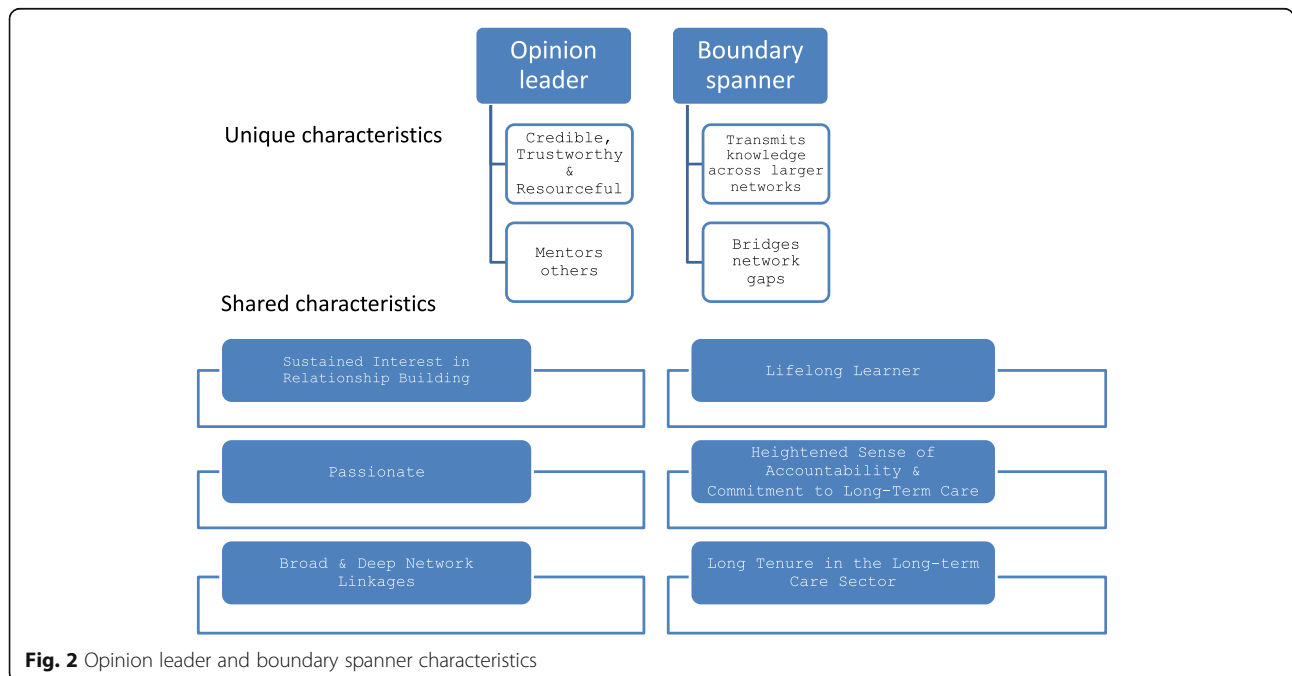 Opinion
leader
Boundary
spanner
Unique characteristics
Credible,
Trustworthy
&
Resourceful
Transmits
knowledge
across larger
networks
Mentors
others
Bridges
network
gaps
Shared characteristics
Sustained Interest in
Relationship Building
Lifelong Learner
Passionate
Heightened Sense of
Accountability &
Commitment to Long-Term Care
Broad & Deep Network
Linkages
Long Tenure in the Long-term
Care Sector
Fig. 2 Opinion leader and boundary spanner characteristics